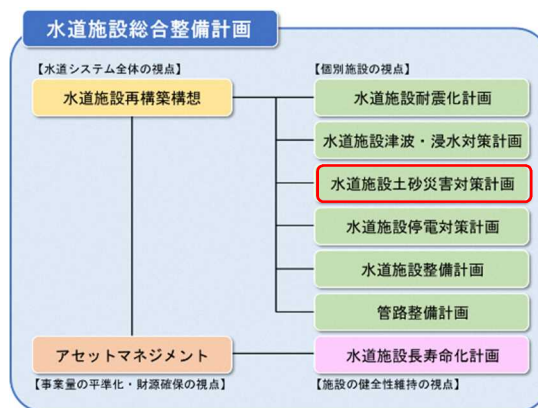 水道施設総合整備計画
【水道システム全体の視点】
【個別施設の視点】
水道施設再構築構想
水道施設耐震化計画
水道施設津波・浸水対策計画
水道施設土砂災害対策計画
水道施設停電対策計画
水道施設整備計画
管路整備計画
アセットマネジメント
水道施設長寿命化計画
【事業量の平準化・財源確保の視点】
【施設の健全性維持の視点】